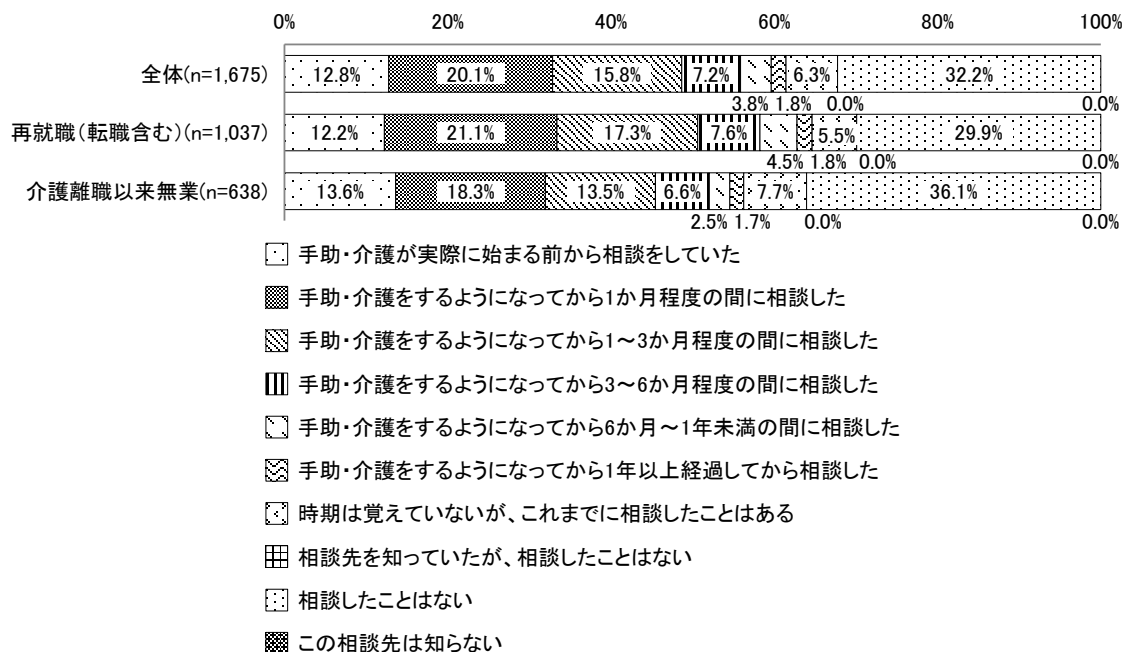 0% 20% 40% 60% 80% 100%
全体(n=1,675) 12.8% 20.1% 15.8% 7.2% 6.3% 32.2%
3.8% 1.8% 0.0% 0.0%
再就職(転職含む)(n=1,037) 12.2% 21.1% 17.3% 7.6% 5.5% 29.9%
4.5% 1.8% 0.0% 0.0%
介護離職以来無業(n=638) 13.6% 18.3% 13.5% 6.6% 7.7% 36.1%
2.5% 1.7% 0.0% 0.0%
手助・介護が実際に始まる前から相談をしていた
手助・介護をするようになってから1か月程度の間に相談した
手助・介護をするようになってから1～3か月程度の間に相談した
手助・介護をするようになってから3～6か月程度の間に相談した
手助・介護をするようになってから6か月～1年未満の間に相談した
手助・介護をするようになってから1年以上経過してから相談した
時期は覚えていないが、これまでに相談したことはある
相談先を知っていたが、相談したことはない
相談したことはない
この相談先は知らない